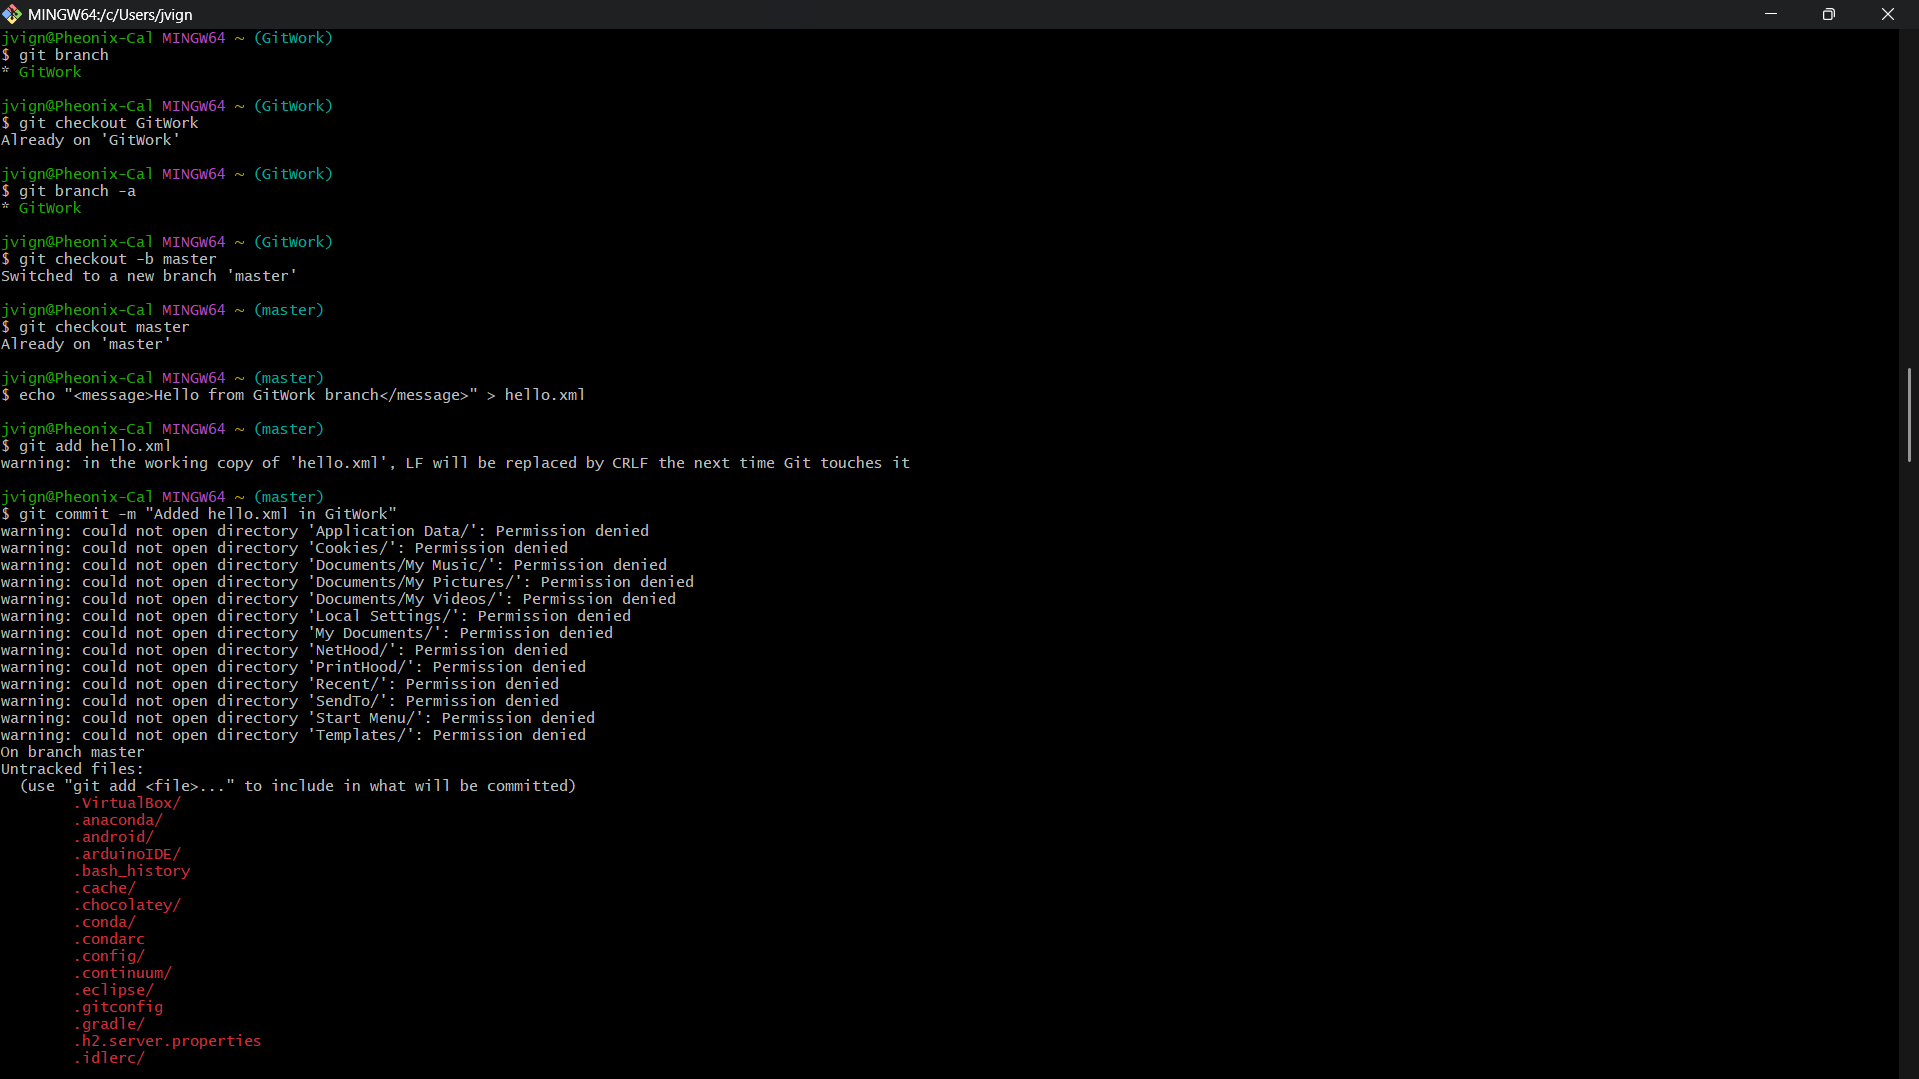 MINGW64:/c/Users/jvign
jvign@Pheonix-Cal MINGW64 ~ (GitWork)
$ git branch
* GitWork
jvign@Pheonix-Cal MINGW64 ~ (GitWork)
$ git checkout GitWork
Already on 'GitWork'
jvign@Pheonix-Cal MINGW64 ~ (GitWork)
$ git branch -a
* GitWork
jvign@Pheonix-Cal MINGW64 ~ (GitWork)
$ git checkout -b master
Switched to a new branch 'master'
jvign@Pheonix-Cal MINGW64 ~ (master)
$ git checkout master
Already on 'master'
jvign@Pheonix-Cal MINGW64 ~ (master)
$ echo "<message>Hello from GitWork branch</message>" > hello.xml
jvign@Pheonix-Cal MINGW64 ~ (master)
$ git add hello.xml
warning: in the working copy of 'hello.xml', LF will be replaced by CRLF the next time Git touches it
jvign@Pheonix-Cal MINGW64 ~ (master)
$ git commit -m "Added hello.xml in GitWork"
warning: could not open directory 'Application Data/': Permission denied
warning: could not open directory 'Cookies/': Permission denied
warning: could not open directory 'Documents/My Music/': Permission denied
warning: could not open directory 'Documents/My Pictures/': Permission denied
warning: could not open directory 'Documents/My Videos/': Permission denied
warning: could not open directory 'Local Settings/': Permission denied
warning: could not open directory 'My Documents/': Permission denied
warning: could not open directory 'NetHood/': Permission denied
warning: could not open directory 'PrintHood/': Permission denied
warning: could not open directory 'Recent/': Permission denied
warning: could not open directory 'SendTo/': Permission denied
warning: could not open directory 'Start Menu/': Permission denied
warning: could not open directory 'Templates/': Permission denied
On branch master
Untracked files:
  (use "git add <file>..." to include in what will be committed)
        .VirtualBox/
        .anaconda/
        .android/
        .arduinoIDE/
        .bash_history
        .cache/
        .chocolatey/
        .conda/
        .condarc
        .config/
        .continuum/
        .eclipse/
        .gitconfig
        .gradle/
        .h2.server.properties
        .idlerc/